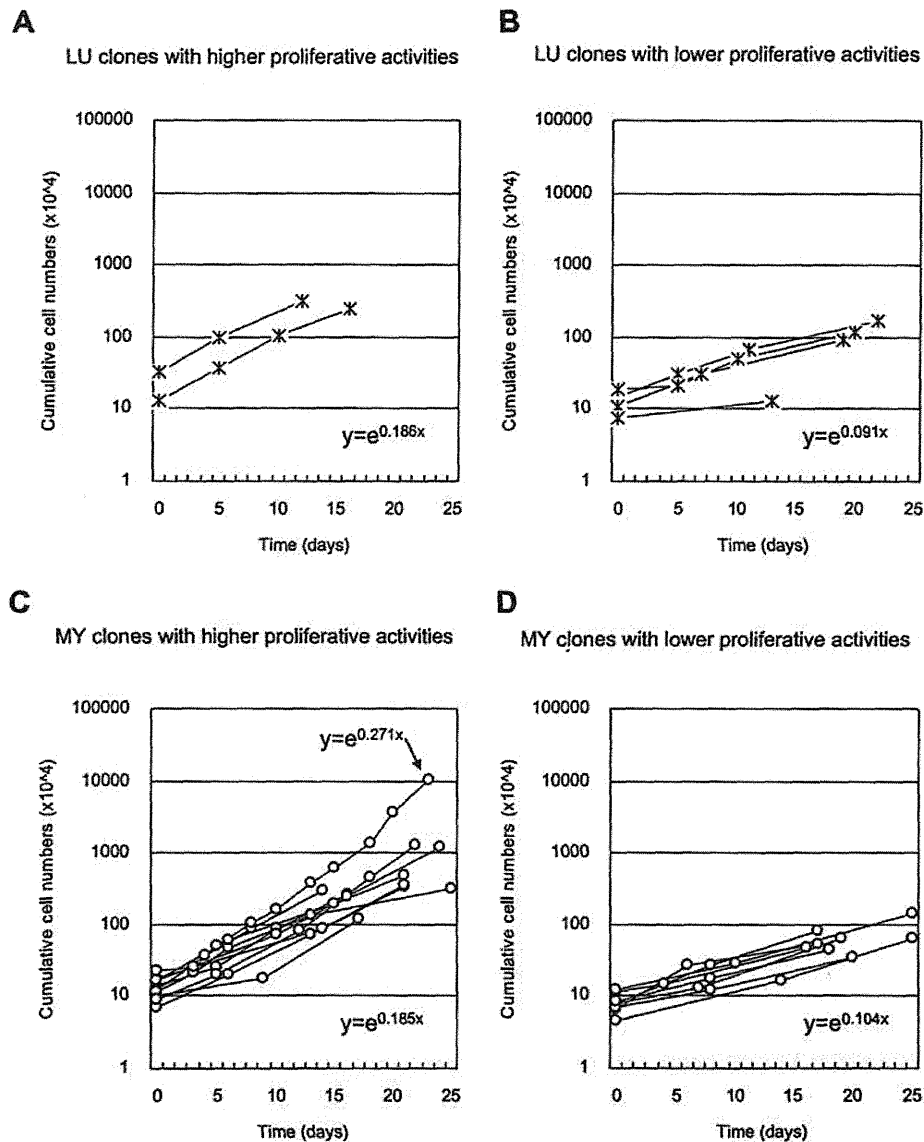 A
LU clones with higher proliferative activities
Cumulative cell numbers (x10^4)
100000
10000
1000
100
10
1
y=e0.186x
0 5 10 15 20 25
Time (days)
B
LU clones with lower proliferative activities
Cumulative cell numbers (x10^4)
100000
10000
1000
100
10
1
y=e0.091x
0 5 10 15 20 25
Time (days)
C
MY clones with higher proliferative activities
Cumulative cell numbers (x10^4)
100000
10000
1000
100
10
1
y=e0.271x
y=e0.185x
0 5 10 15 20 25
Time (days)
D
MY clones with lower proliferative activities
Cumulative cell numbers (x10^4)
100000
10000
1000
100
10
1
y=e0.104x
0 5 10 15 20 25
Time (days)